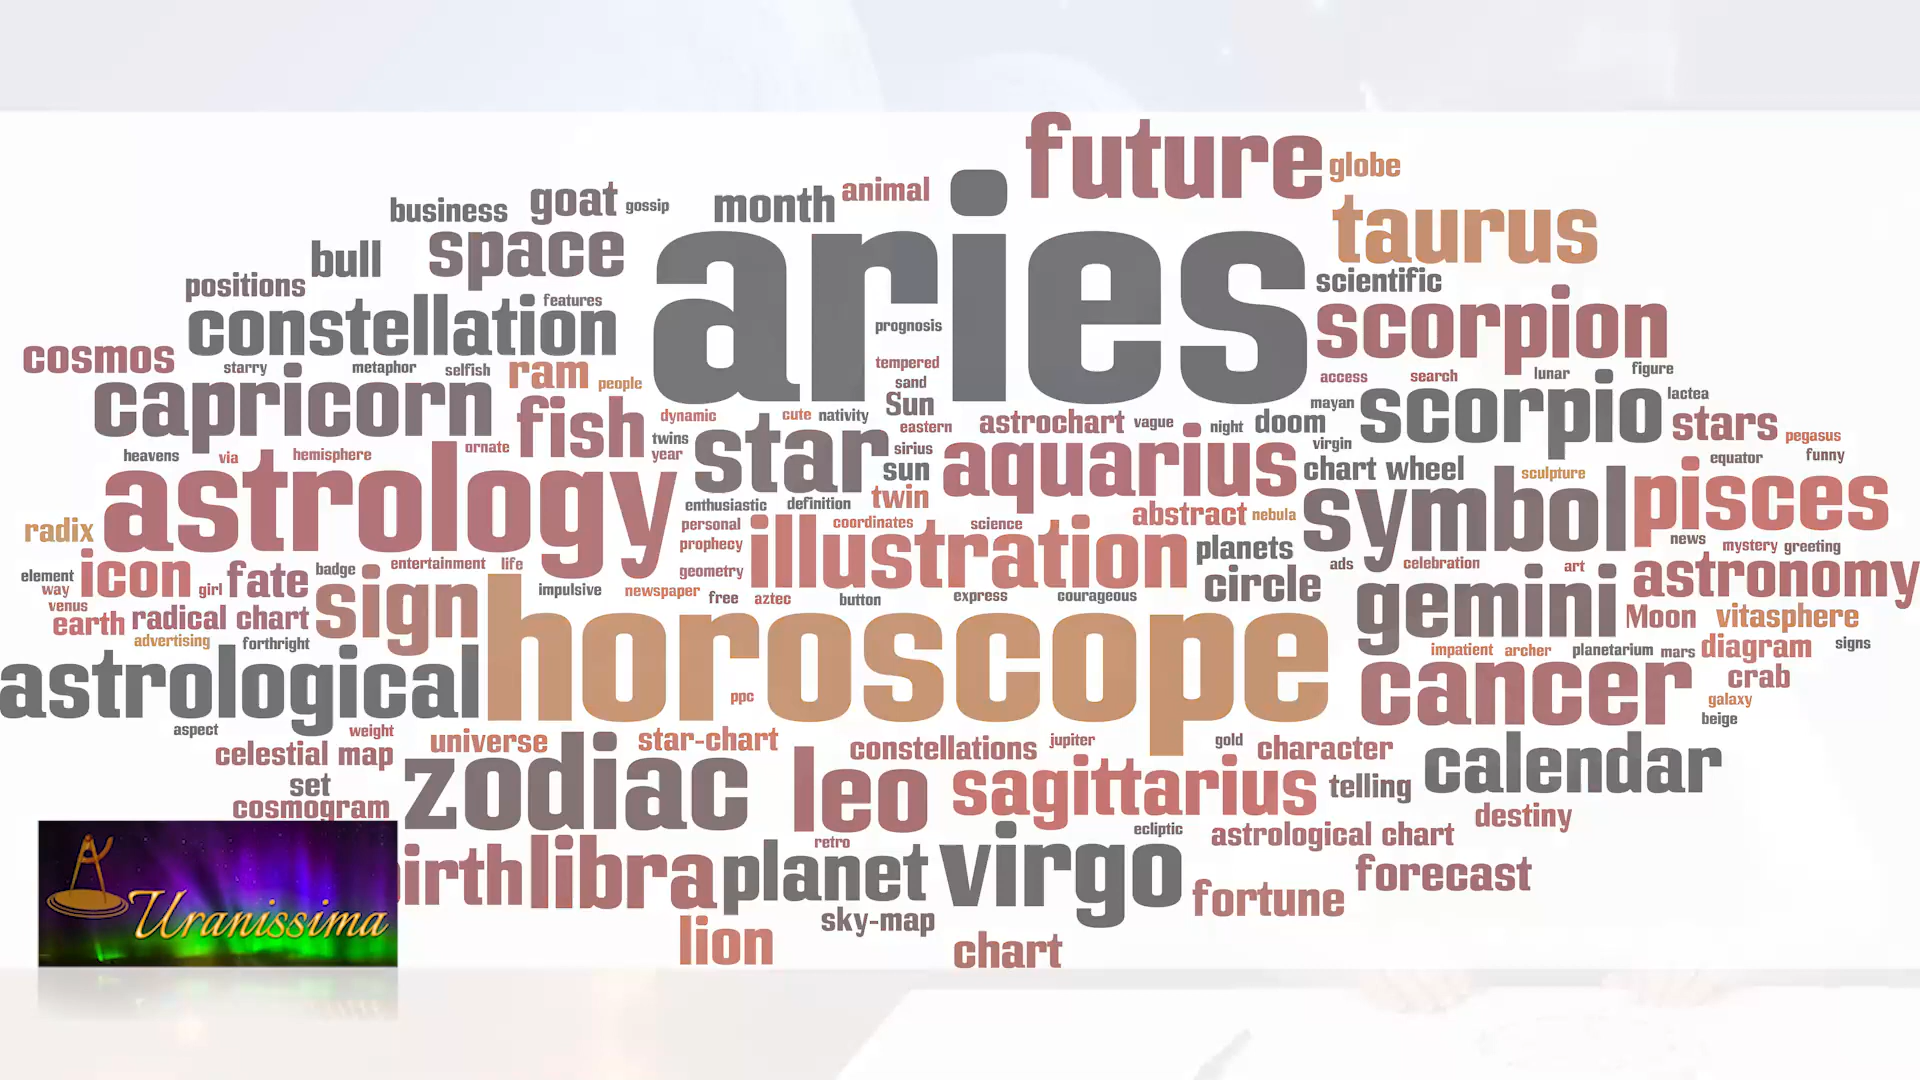 future
globe
business goat gossip month animal
aries
taurus
bull space
scientific
positions
features
constellation
prognosis
scorpion
cosmos
starry metaphor selfish ram people
tempered
access search lunar figure
capricorn
sand
mayan scorpio lactea
fish dynamic cute nativity Sun
eastern
astrochart vague night doom
stars pegasus
heavens via hemisphere ornate
twins
year
star
sirius
sun
aquarius
virgin
chart wheel
sculpture
equator funny
astrology
enthusiastic definition twin
symbol
pisces
radix
personal coordinates science abstract nebula
prophecy
illustration
planets
news mystery greeting
element icon girl fate badge entertainment life
geometry
circle
ads celebration art
astronomy
way
venus
sign
impulsive newspaper free aztec button express courageous
gemini
earth radical chart
Moon vitasphere
advertising forthright
horoscope
impatient archer planetarium mars diagram signs
astrological
ppc
cancer
crab
galaxy
beige
aspect weight
celestial map universe star-chart constellations jupiter gold character
calendar
set
zodiac
leo
sagittarius
telling
cosmogram
destiny
retro
ecliptic
astrological chart
irth
libra
planet
virgo
forecast
fortune
sky-map
lion
chart
Uranissima